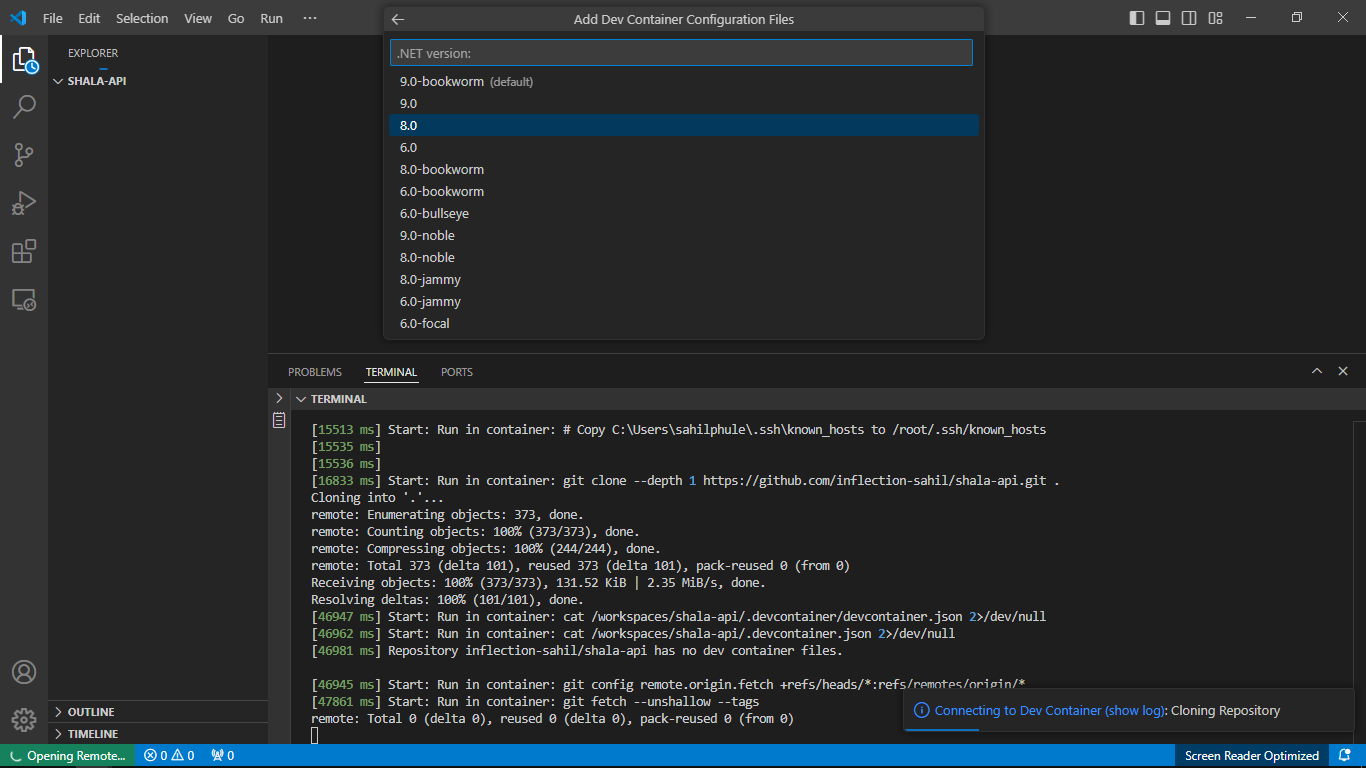 File Edit Selection View Go Run ···
Add Dev Container Configuration Files
.NET version:
9.0-bookworm (default)
9.0
8.0
6.0
8.0-bookworm
6.0-bookworm
6.0-bullseye
9.0-noble
8.0-noble
8.0-jammy
6.0-jammy
6.0-focal
EXPLORER
SHALA-API
OUTLINE
TIMELINE
PROBLEMS TERMINAL PORTS
TERMINAL
[15513 ms] Start: Run in container: # Copy C:\Users\sahilphule\.ssh\known_hosts to /root/.ssh/known_hosts
[15535 ms]
[15536 ms]
[16833 ms] Start: Run in container: git clone --depth 1 https://github.com/inflection-sahil/shala-api.git .
Cloning into '.'...
remote: Enumerating objects: 373, done.
remote: Counting objects: 100% (373/373), done.
remote: Compressing objects: 100% (244/244), done.
remote: Total 373 (delta 101), reused 373 (delta 101), pack-reused 0 (from 0)
Receiving objects: 100% (373/373), 131.52 KiB | 2.35 MiB/s, done.
Resolving deltas: 100% (101/101), done.
[46947 ms] Start: Run in container: cat /workspaces/shala-api/.devcontainer/devcontainer.json 2>/dev/null
[46962 ms] Start: Run in container: cat /workspaces/shala-api/.devcontainer.json 2>/dev/null
[46981 ms] Repository inflection-sahil/shala-api has no dev container files.
[46945 ms] Start: Run in container: git config remote.origin.fetch +refs/heads/*:refs/remotes/origin/*
[47861 ms] Start: Run in container: git fetch --unshallow --tags
remote: Total 0 (delta 0), reused 0 (delta 0), pack-reused 0 (from 0)
Connecting to Dev Container (show log): Cloning Repository
Opening Remote... 0 0 0 Screen Reader Optimized